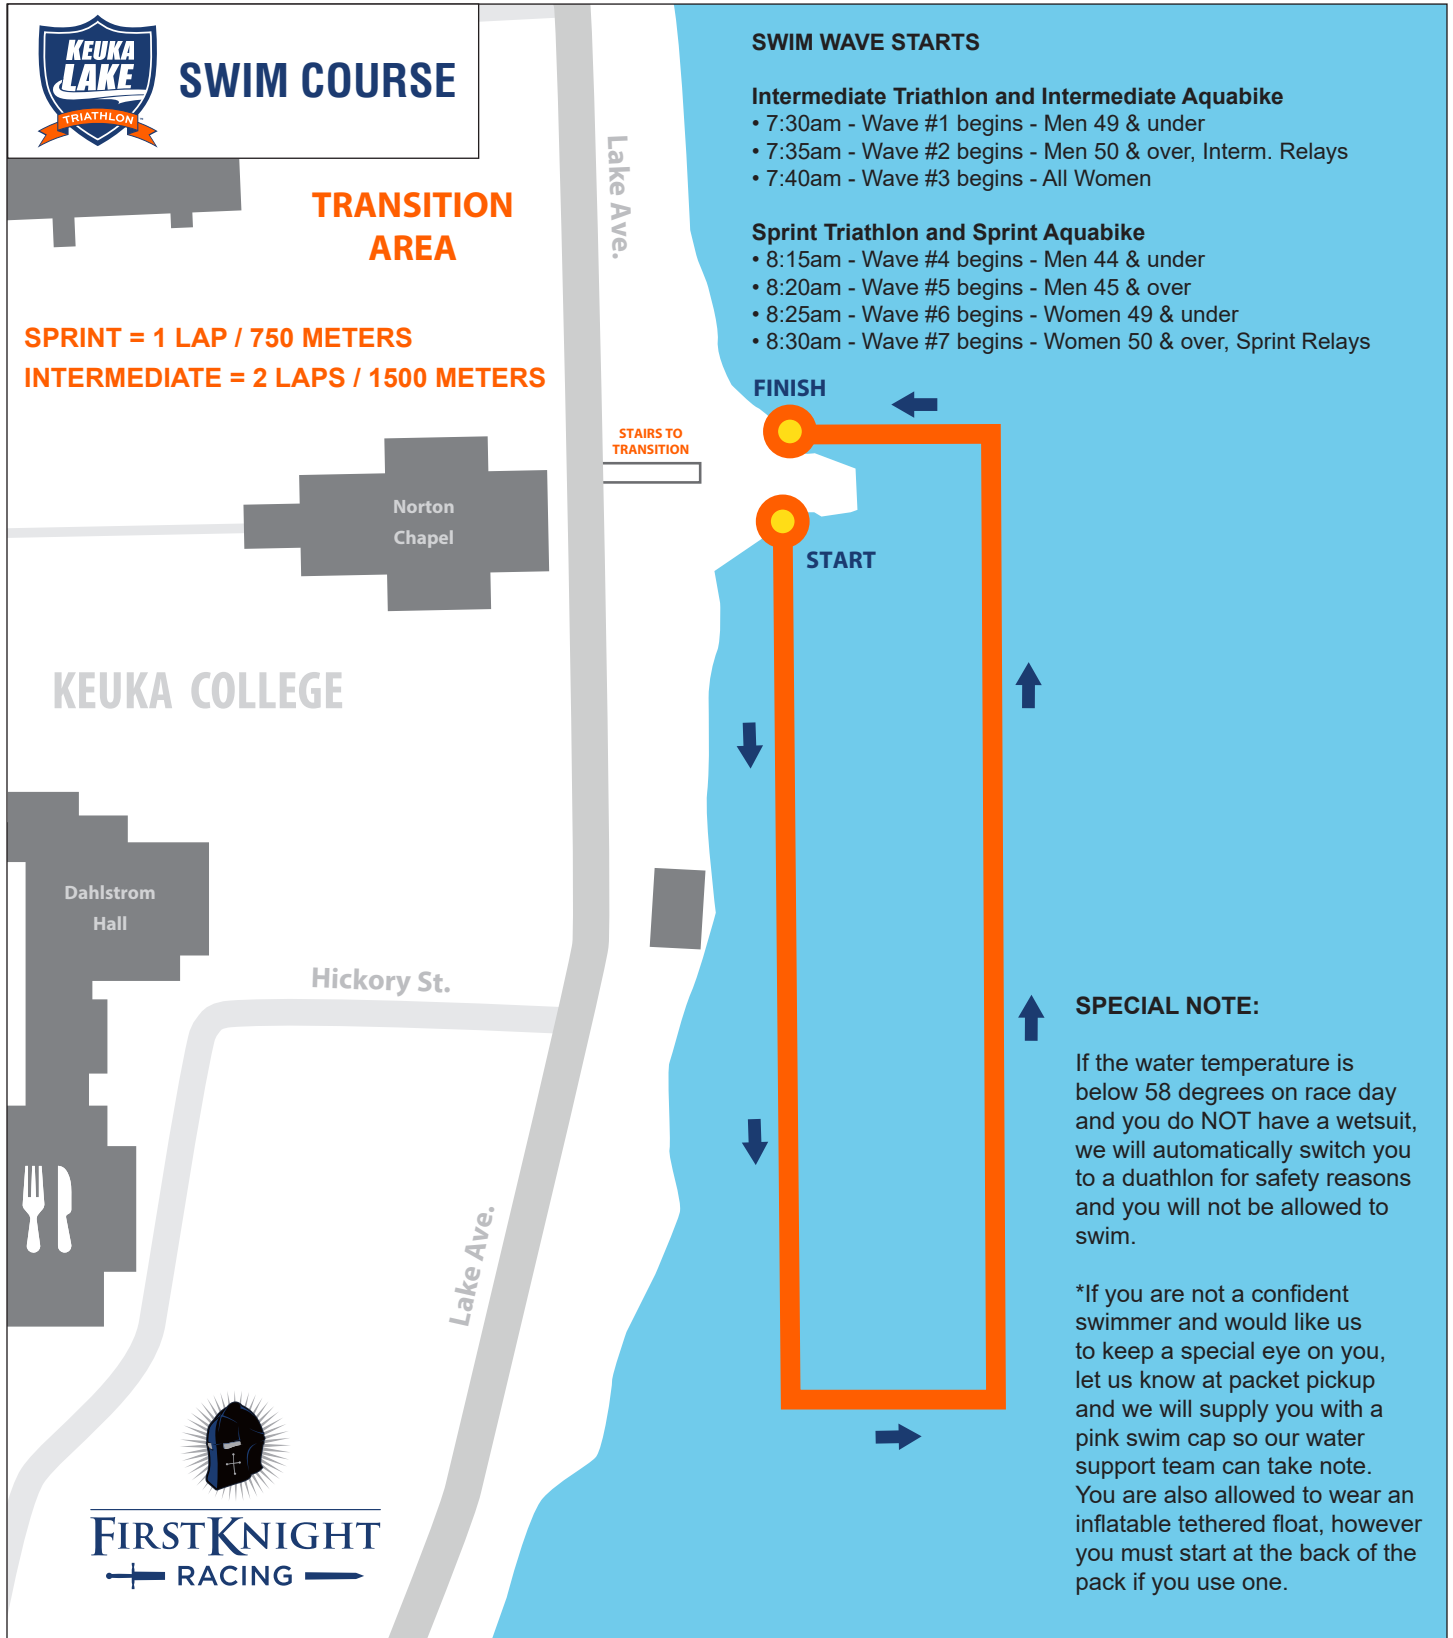 KEUKA
LAKE
TRIATHLON
SWIM COURSE
TRANSITION
AREA
SPRINT = 1 LAP / 750 METERS
INTERMEDIATE = 2 LAPS / 1500 METERS
Lake Ave.
SWIM WAVE STARTS
Intermediate Triathlon and Intermediate Aquabike
• 7:30am - Wave #1 begins - Men 49 & under
• 7:35am - Wave #2 begins - Men 50 & over, Interm. Relays
• 7:40am - Wave #3 begins - All Women
Sprint Triathlon and Sprint Aquabike
• 8:15am - Wave #4 begins - Men 44 & under
• 8:20am - Wave #5 begins - Men 45 & over
• 8:25am - Wave #6 begins - Women 49 & under
• 8:30am - Wave #7 begins - Women 50 & over, Sprint Relays
FINISH
STAIRS TO
TRANSITION
START
Norton
Chapel
KEUKA COLLEGE
Dahlstrom
Hall
Hickory St.
Lake Ave.
SPECIAL NOTE:
If the water temperature is
below 58 degrees on race day
and you do NOT have a wetsuit,
we will automatically switch you
to a duathlon for safety reasons
and you will not be allowed to
swim.
*If you are not a confident
swimmer and would like us
to keep a special eye on you,
let us know at packet pickup
and we will supply you with a
pink swim cap so our water
support team can take note.
You are also allowed to wear an
inflatable tethered float, however
you must start at the back of the
pack if you use one.
FIRSTKNIGHT
RACING